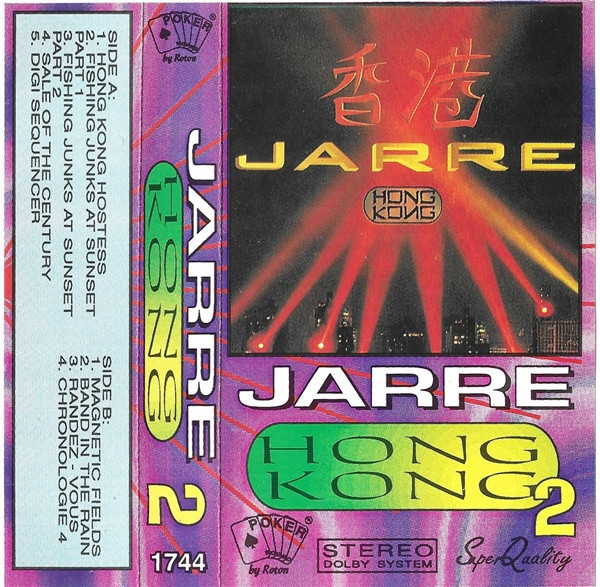 SIDE A:
1. HONG KONG HOSTESS
2. FISHING JUNKS AT SUNSET
PART 1
3. FISHING JUNKS AT SUNSET
PART 2
4. SALE OF THE CENTURY
5. DIGI SEQUENCER
SIDE B:
1. MAGNETIC FIELDS
2. BAND IN THE RAIN
3. RANDEZ - VOUS
4. CHRONOLOGIE 4
POKER
by Roton
JARRE
HONG
KONG
2
1744
香港
JARRE
HONG
KONG
JARRE
HONG
KONG
2
POKER
by Roton
STEREO
DOLBY SYSTEM
SuperQuality